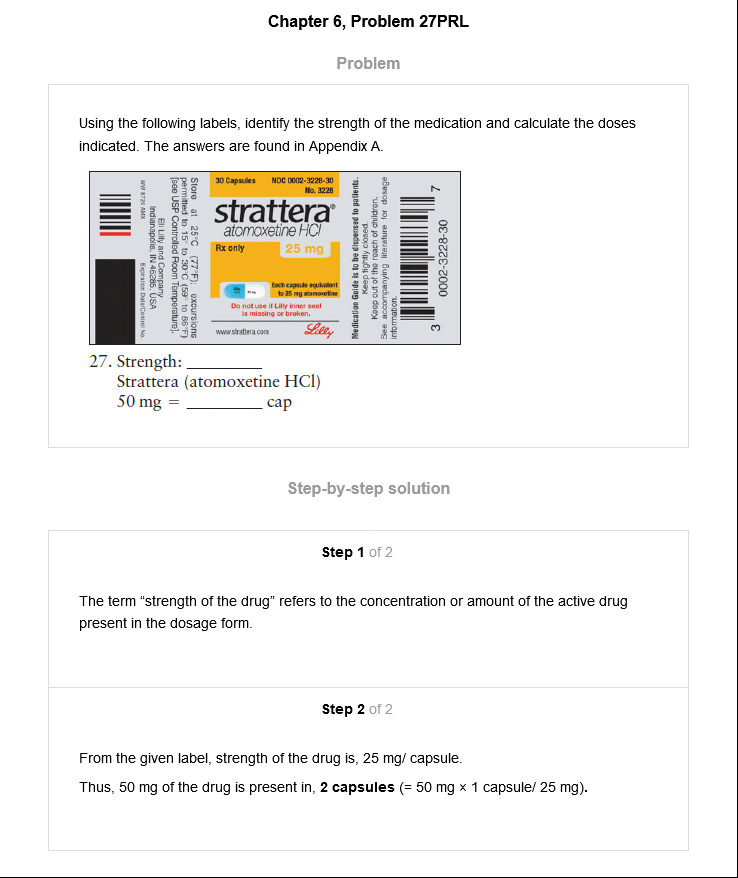 Chapter 6, Problem 27PRL
Problem
Using the following labels, identify the strength of the medication and calculate the doses
indicated. The answers are found in Appendix A.
WW 8720 AMX
Expiration Date/Control No.
Eli Lilly and Company
Indianapolis, IN 46285, USA
Store at 25°C (77°F); excursions
permitted to 15° to 30°C (59° to 86°F)
[see USP Controlled Room Temperature].
30 Capsules NDC 0002-3228-30
No. 3228
strattera®
atomoxetine HCl
Rx only 25 mg
Each capsule equivalent
to 25 mg atomoxetine
Do not use if Lilly inner seal
is missing or broken.
www.strattera.com Lilly
Medication Guide is to be dispensed to patients.
Keep tightly closed.
Keep out of the reach of children.
See accompanying literature for dosage
information.
3 0002-3228-30 7
27. Strength: ________
Strattera (atomoxetine HCl)
50 mg = ________ cap
Step-by-step solution
Step 1 of 2
The term “strength of the drug” refers to the concentration or amount of the active drug
present in the dosage form.
Step 2 of 2
From the given label, strength of the drug is, 25 mg/ capsule.
Thus, 50 mg of the drug is present in, 2 capsules (= 50 mg × 1 capsule/ 25 mg).